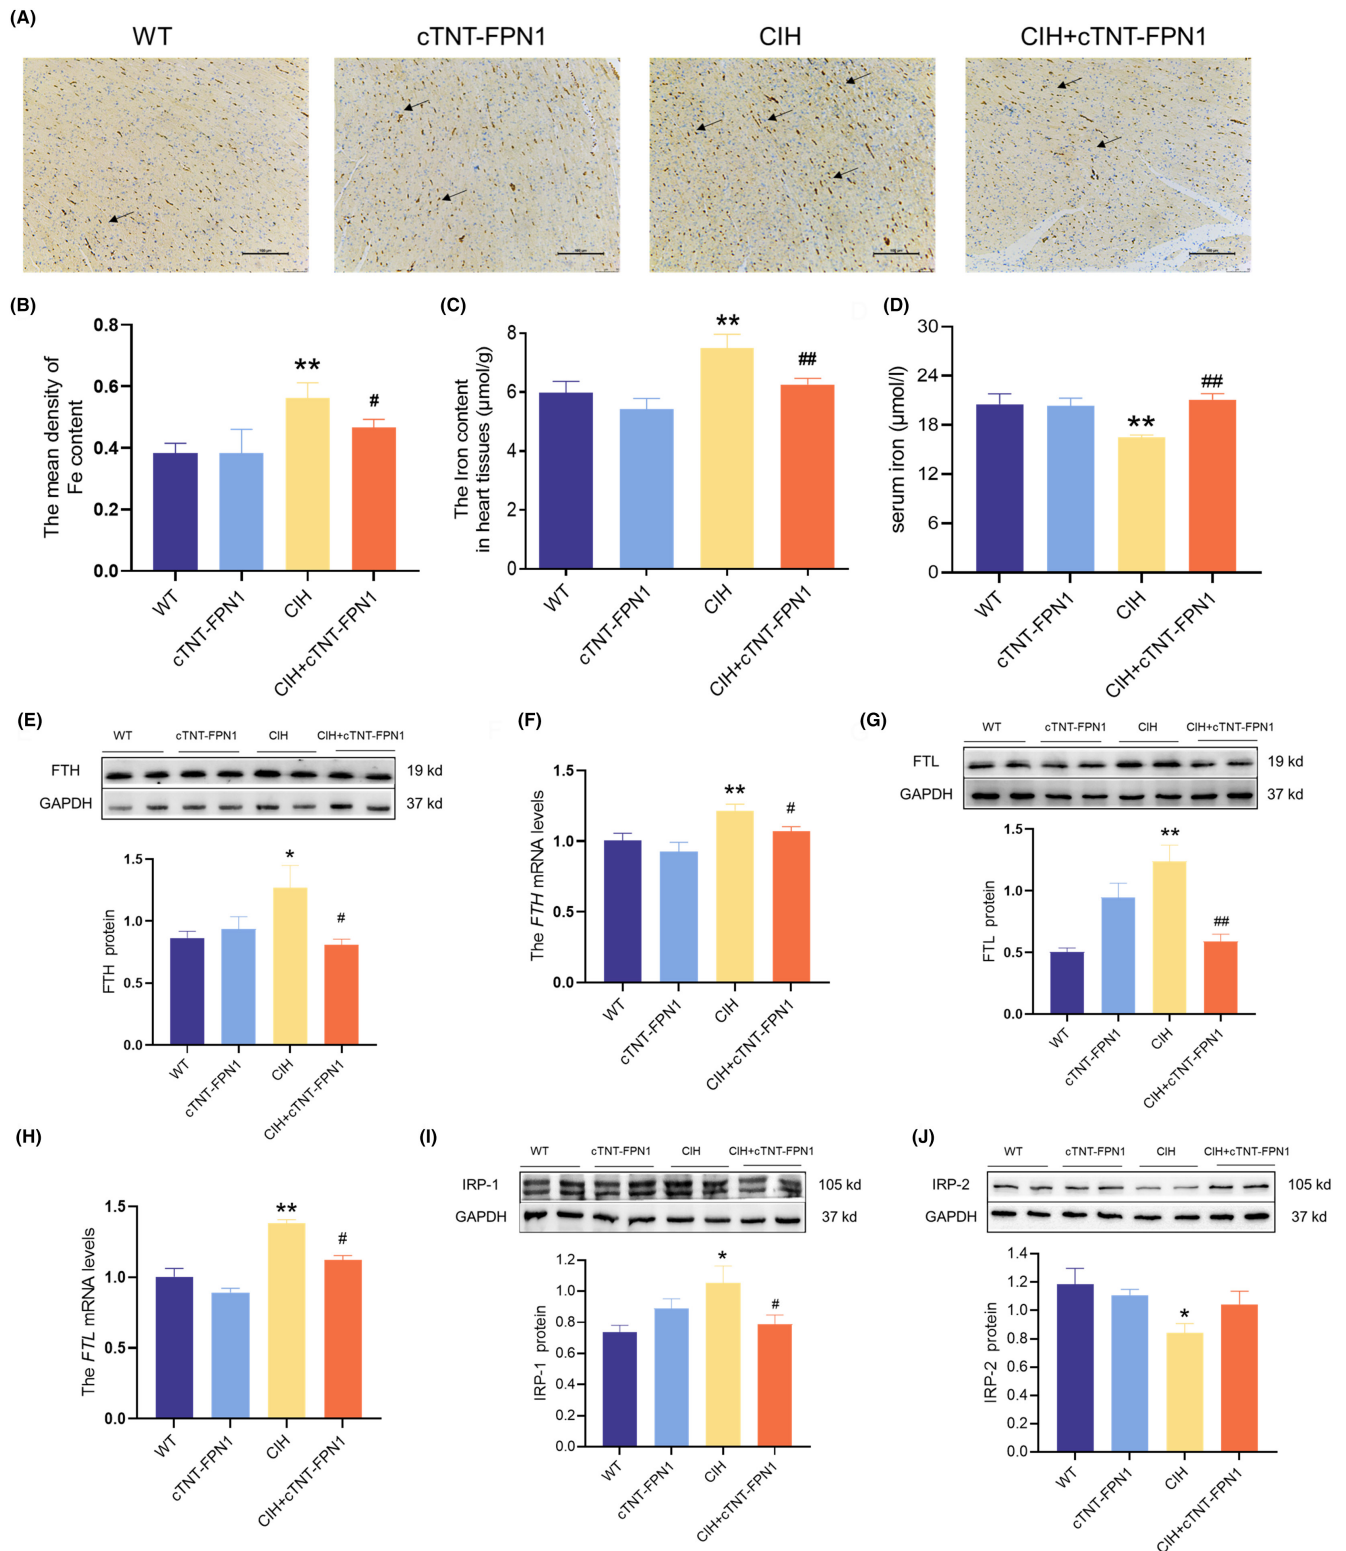 (A)
WT cTNT-FPN1 CIH CIH+cTNT-FPN1
(B)
The mean density of
Fe content
0.8
0.6
0.4
0.2
0.0
**
#
WT
cTNT-FPN1
CIH
CIH+cTNT-FPN1
(C)
The Iron content
in heart tissues (μmol/g)
8
6
4
2
0
**
##
WT
cTNT-FPN1
CIH
CIH+cTNT-FPN1
(D)
serum iron (μmol/l)
30
24
18
12
6
0
**
##
WT
cTNT-FPN1
CIH
CIH+cTNT-FPN1
(E)
WT cTNT-FPN1 CIH CIH+cTNT-FPN1
FTH 19 kd
GAPDH 37 kd
FTH protein
1.5
1.0
0.5
0.0
*
#
WT
cTNT-FPN1
CIH
CIH+cTNT-FPN1
(F)
The FTH mRNA levels
1.5
1.0
0.5
0.0
**
#
WT
cTNT-FPN1
CIH
CIH+cTNT-FPN1
(G)
WT cTNT-FPN1 CIH CIH+cTNT-FPN1
FTL 19 kd
GAPDH 37 kd
FTL protein
1.5
1.0
0.5
0.0
**
##
WT
cTNT-FPN1
CIH
CIH+cTNT-FPN1
(H)
The FTL mRNA levels
1.5
1.0
0.5
0.0
**
#
WT
cTNT-FPN1
CIH
CIH+cTNT-FPN1
(I)
WT cTNT-FPN1 CIH CIH+cTNT-FPN1
IRP-1 105 kd
GAPDH 37 kd
IRP-1 protein
1.2
1.0
0.8
0.6
0.4
0.2
0.0
*
#
WT
cTNT-FPN1
CIH
CIH+cTNT-FPN1
(J)
WT cTNT-FPN1 CIH CIH+cTNT-FPN1
IRP-2 105 kd
GAPDH 37 kd
IRP-2 protein
1.4
1.2
1.0
0.8
0.6
0.4
0.2
0.0
*
WT
cTNT-FPN1
CIH
CIH+cTNT-FPN1